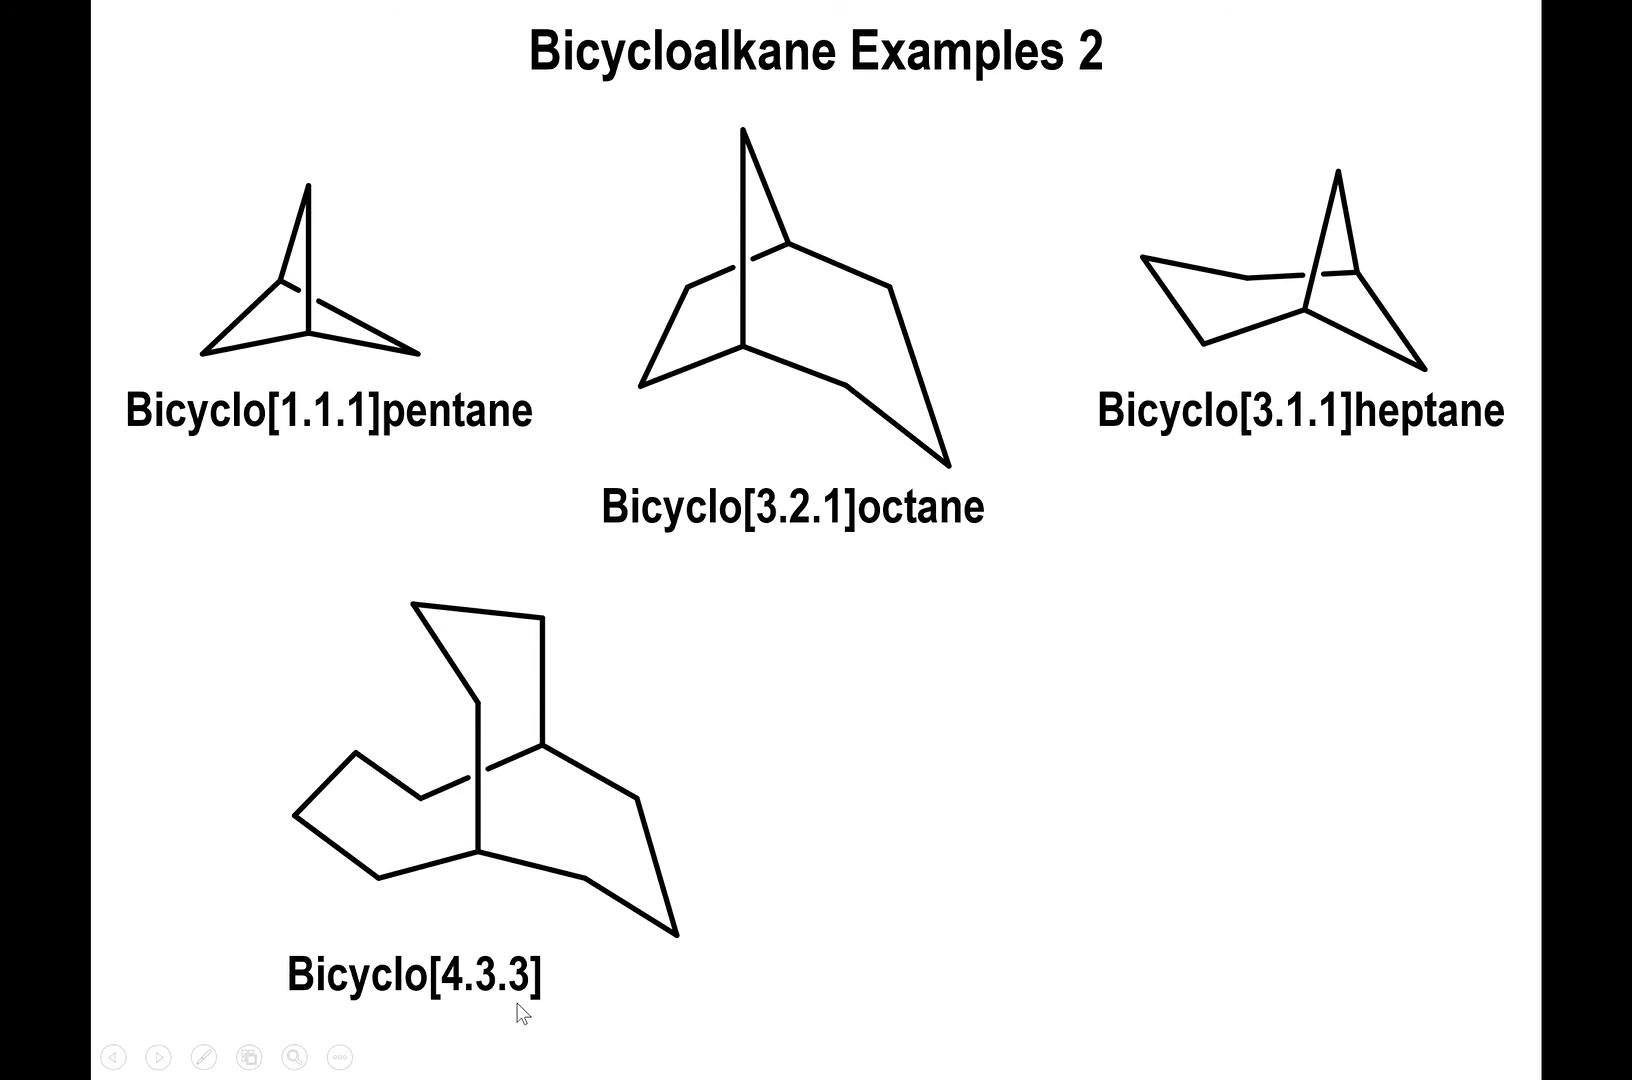 Bicycloalkane Examples 2
Bicyclo[1.1.1]pentane
Bicyclo[3.1.1]heptane
Bicyclo[3.2.1]octane
Bicyclo[4.3.3]